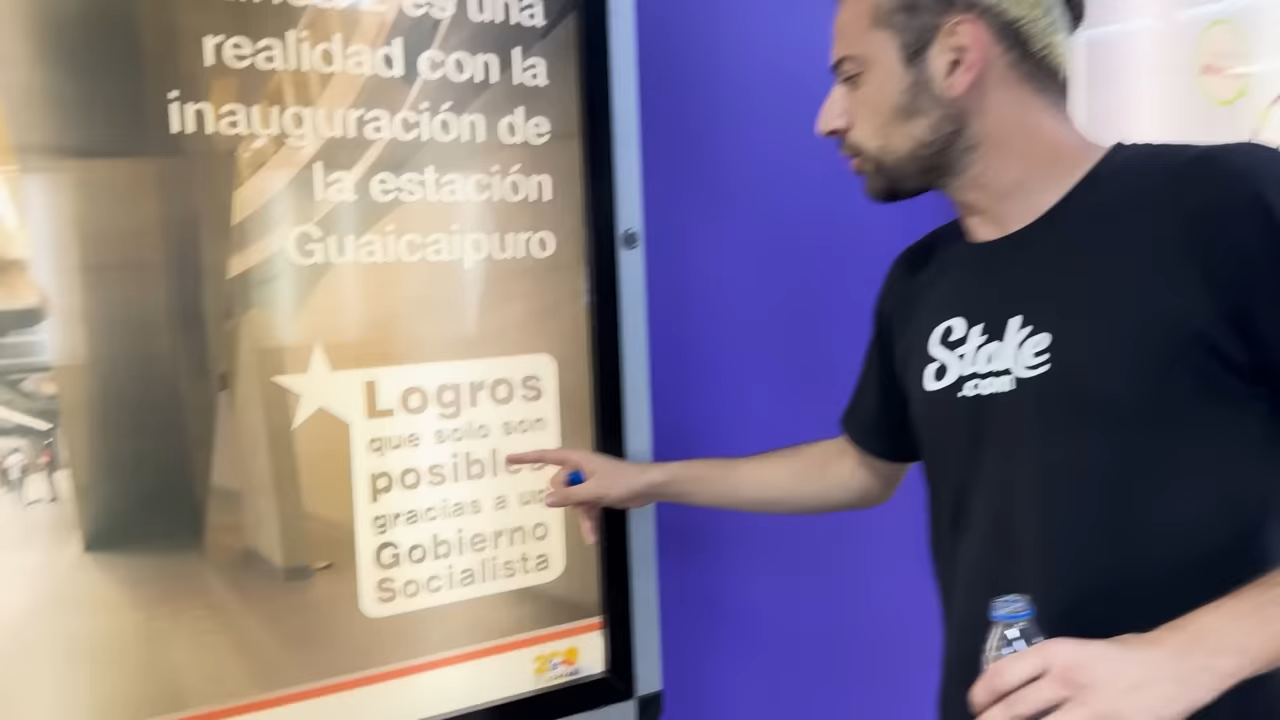 es una
realidad con la
inauguración de
la estación
Guaicaipuro
Logros
que solo son
posibles
gracias a un
Gobierno
Socialista
Stake
.com